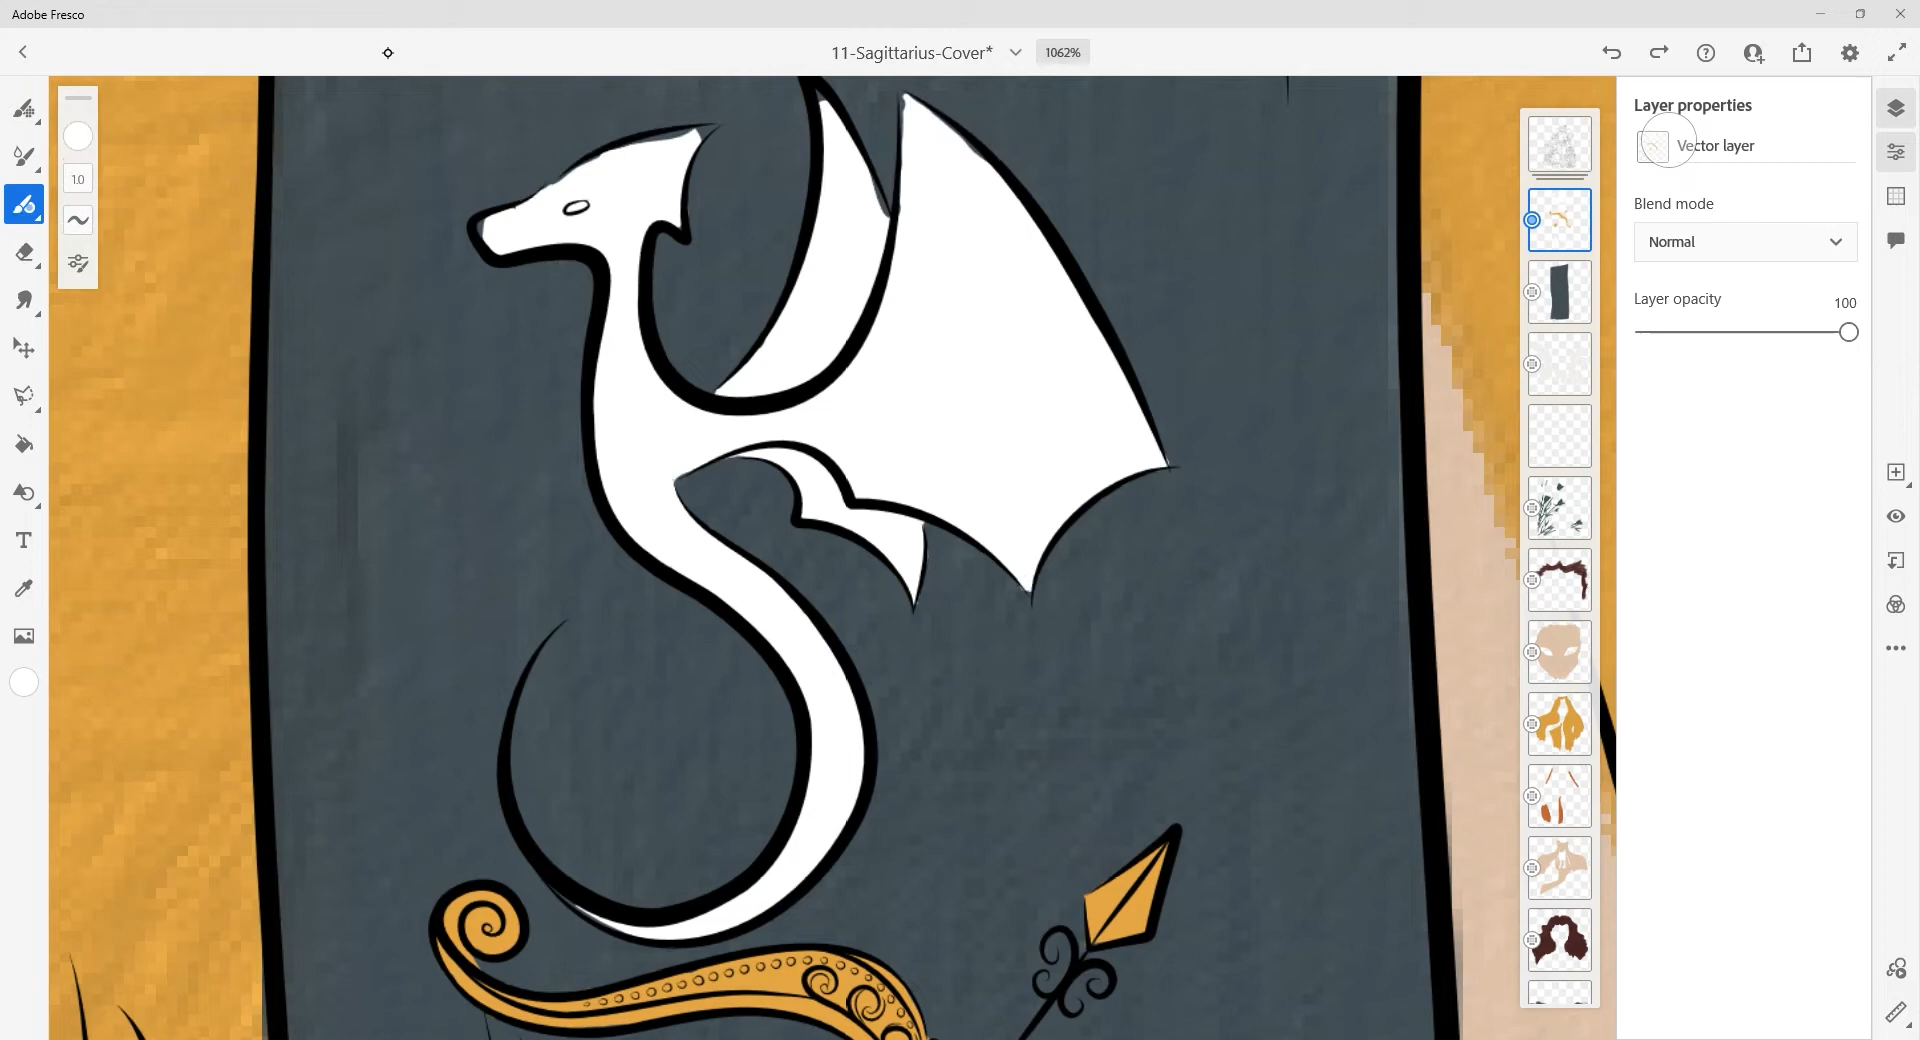 Adobe Fresco
11-Sagittarius-Cover*
1062%
1.0
Layer properties
Vector layer
Blend mode
Normal
Layer opacity
100